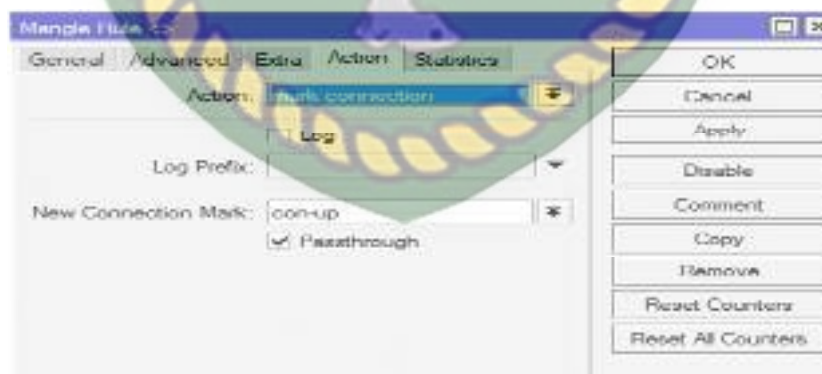 Mangle Rule <>
General Advanced Extra Action Statistics
Action: mark connection
Log
Log Prefix:
New Connection Mark: con-up
Passthrough
OK
Cancel
Apply
Disable
Comment
Copy
Remove
Reset Counters
Reset All Counters